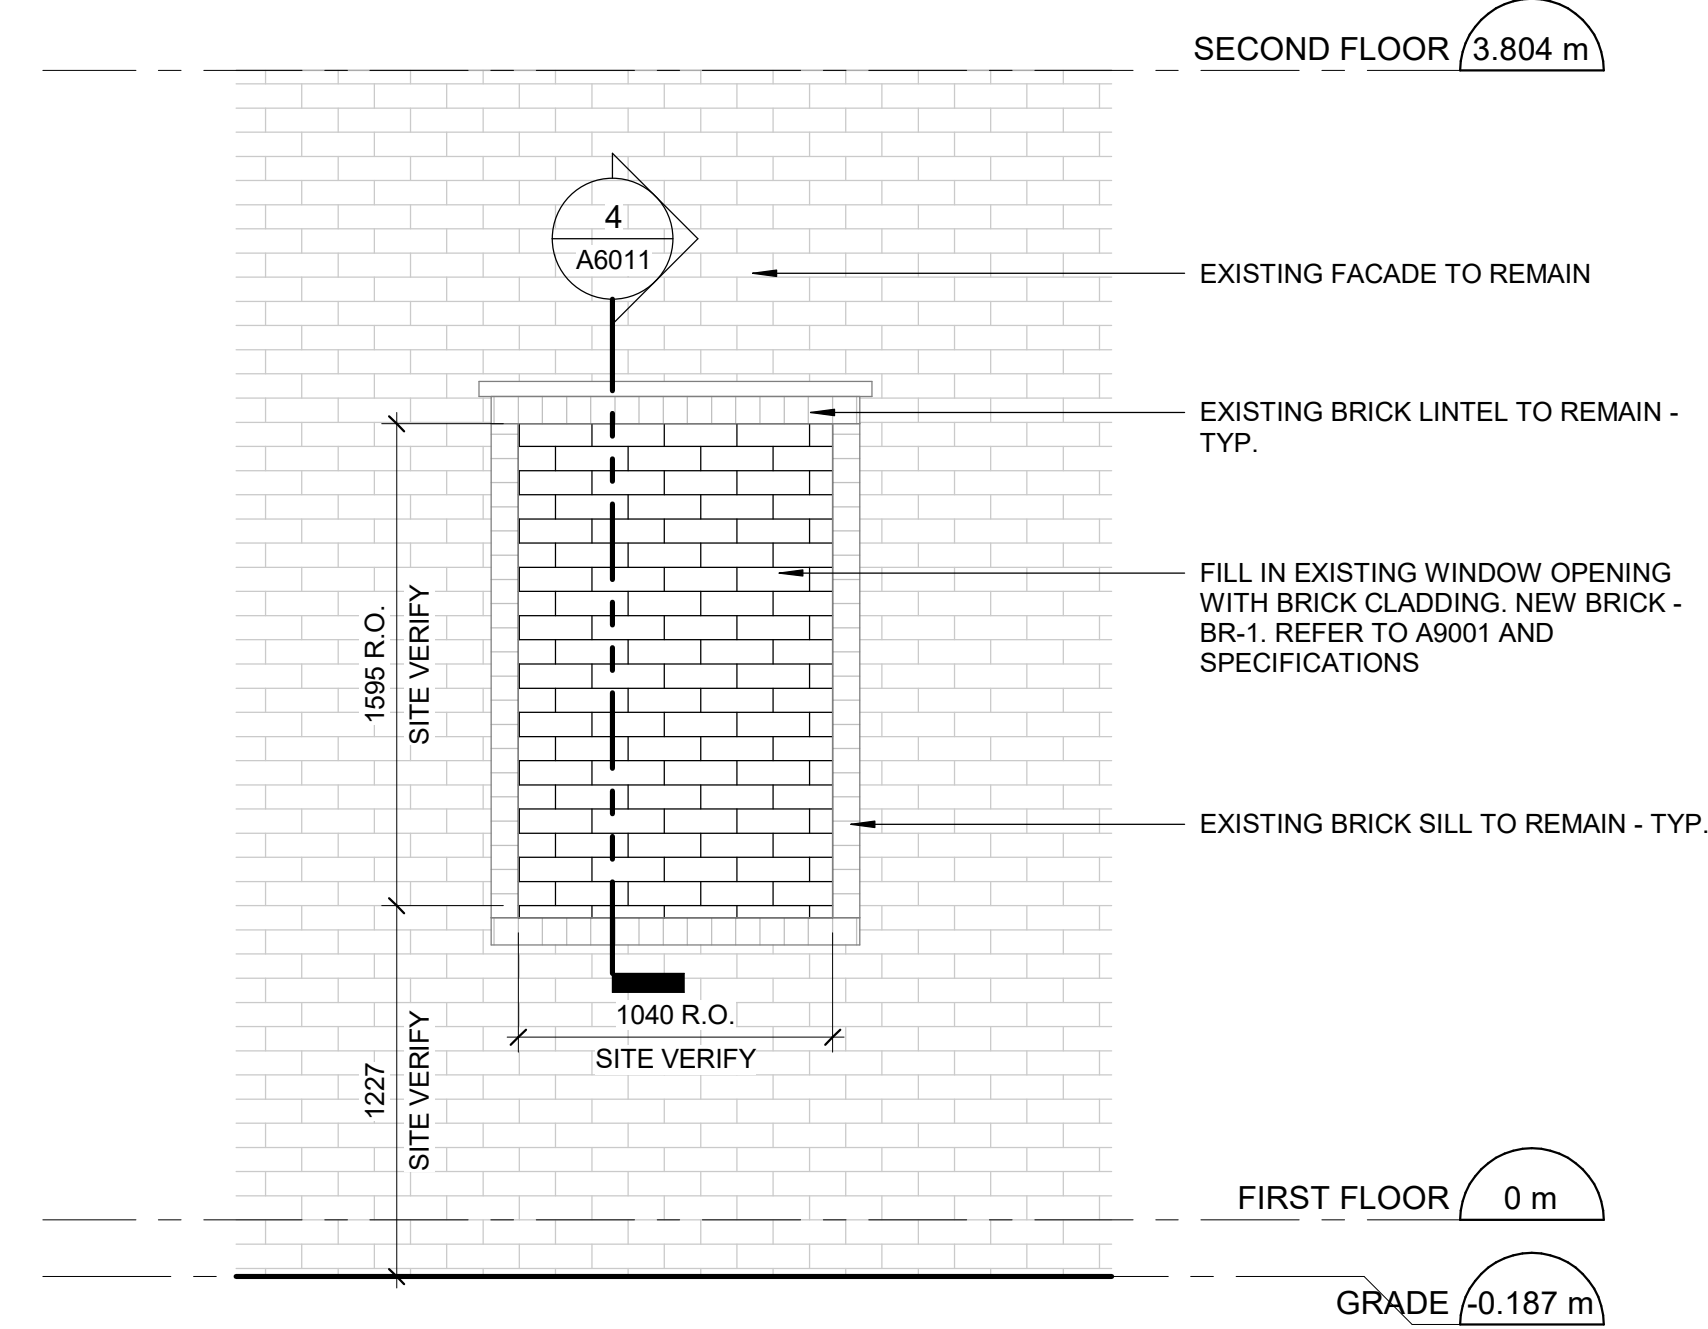 SECOND FLOOR 3.804 m
4
A6011
EXISTING FACADE TO REMAIN
EXISTING BRICK LINTEL TO REMAIN -
TYP.
FILL IN EXISTING WINDOW OPENING
WITH BRICK CLADDING. NEW BRICK -
BR-1. REFER TO A9001 AND
SPECIFICATIONS
1595 R.O.
SITE VERIFY
EXISTING BRICK SILL TO REMAIN - TYP.
1040 R.O.
SITE VERIFY
1227
SITE VERIFY
FIRST FLOOR 0 m
GRADE -0.187 m